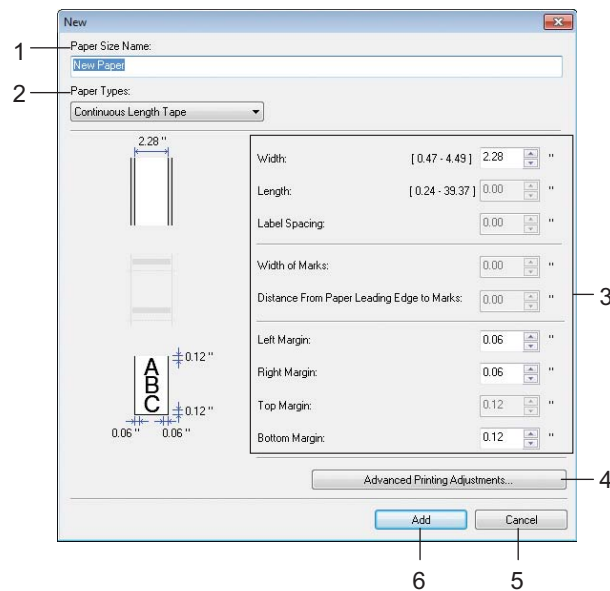 New
1 Paper Size Name:
New Paper
2 Paper Types:
Continuous Length Tape
2.28 "
Width: [ 0.47 - 4.49 ] 2.28 "
Length: [ 0.24 - 39.37 ] 0.00 "
Label Spacing: 0.00 "
Width of Marks: 0.00 "
Distance From Paper Leading Edge to Marks: 0.00 "
3
Left Margin: 0.06 "
Right Margin: 0.06 "
Top Margin: 0.12 "
Bottom Margin: 0.12 "
A
B
C
0.12 "
0.12 "
0.06 " 0.06 "
Advanced Printing Adjustments... 4
Add Cancel
6 5